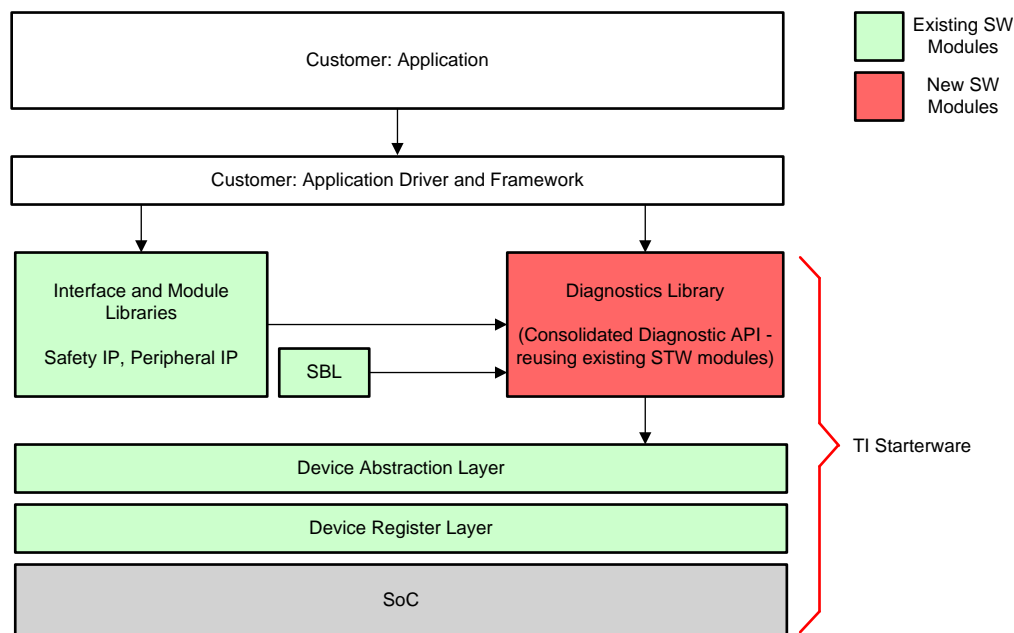 Customer: Application
Existing SW
Modules
New SW
Modules
Customer: Application Driver and Framework
Interface and Module
Libraries
Safety IP, Peripheral IP
SBL
Diagnostics Library
(Consolidated Diagnostic API -
reusing existing STW modules)
Device Abstraction Layer
Device Register Layer
SoC
TI Starterware